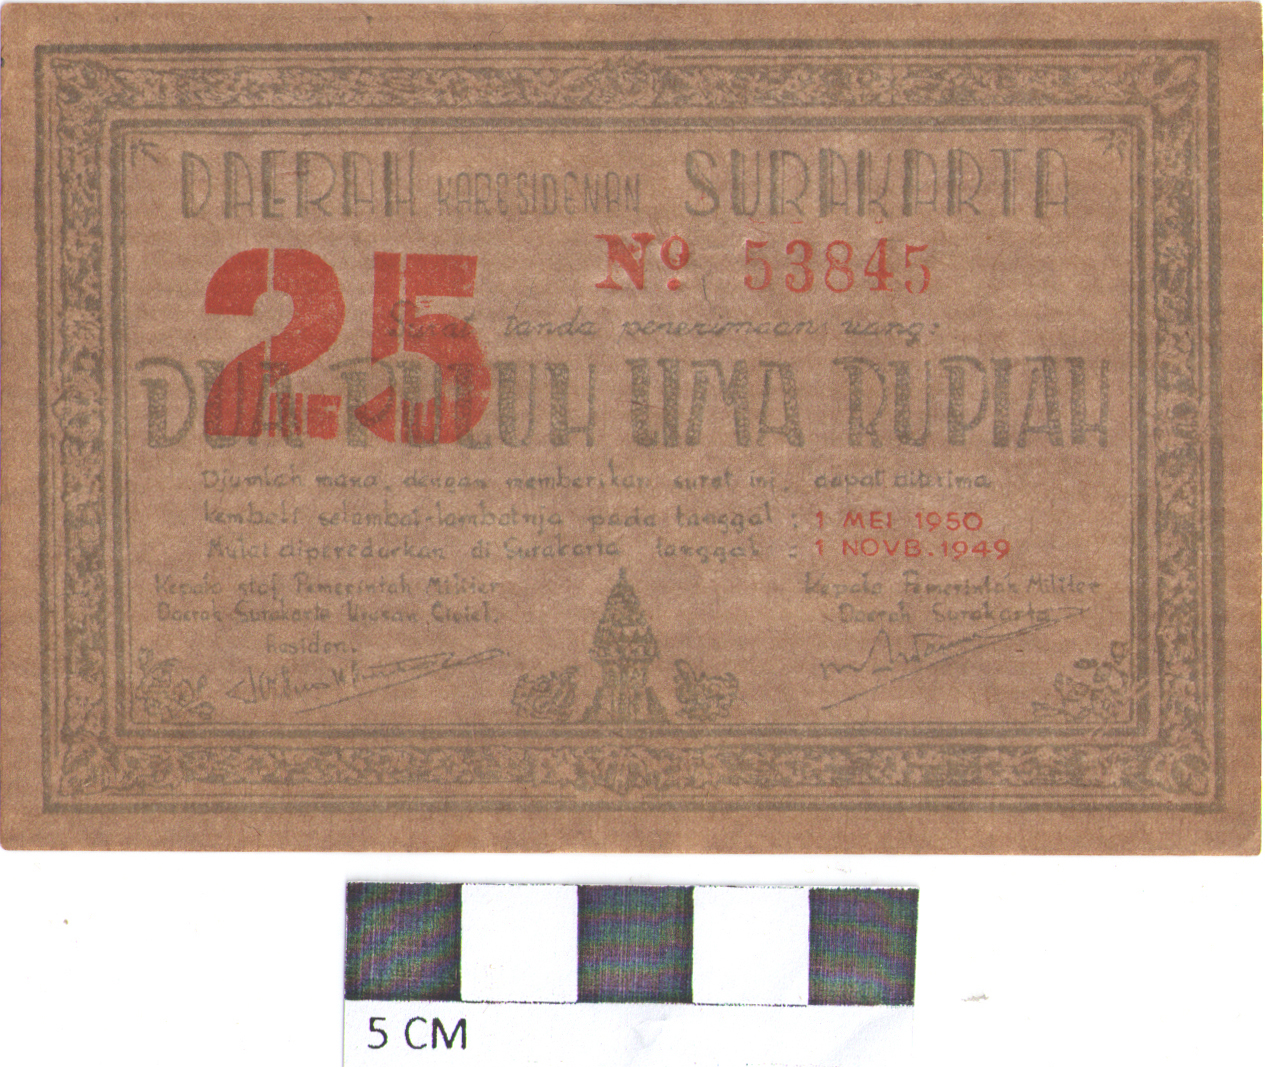 DAERAH KARESIDENAN SURAKARTA
25 No 53845
Surat tanda penerimaan uang:
DUA PULUH LIMA RUPIAH
Djumlah mana, dengan memberikan surat ini, dapat diterima
kembali selambat-lambatnja pada tanggal : 1 MEI 1950
Mulai diperedarkan di Surakarta tanggal : 1 NOVB. 1949
Kepala staf Pemerintah Militer
Daerah Surakarta Urusan Civiel.
Residen.
Kepala Pemerintah Militer
Daerah Surakarta
5 CM